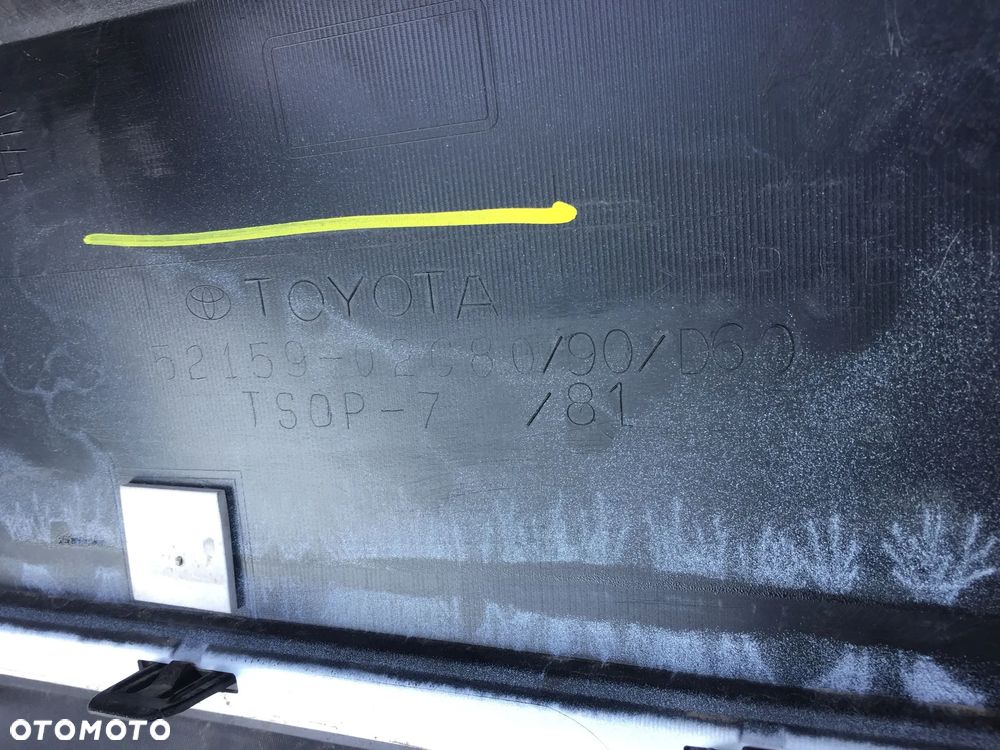 TOYOTA
52159-02C80/90/D60
TSOP-7 /81
OTOMOTO